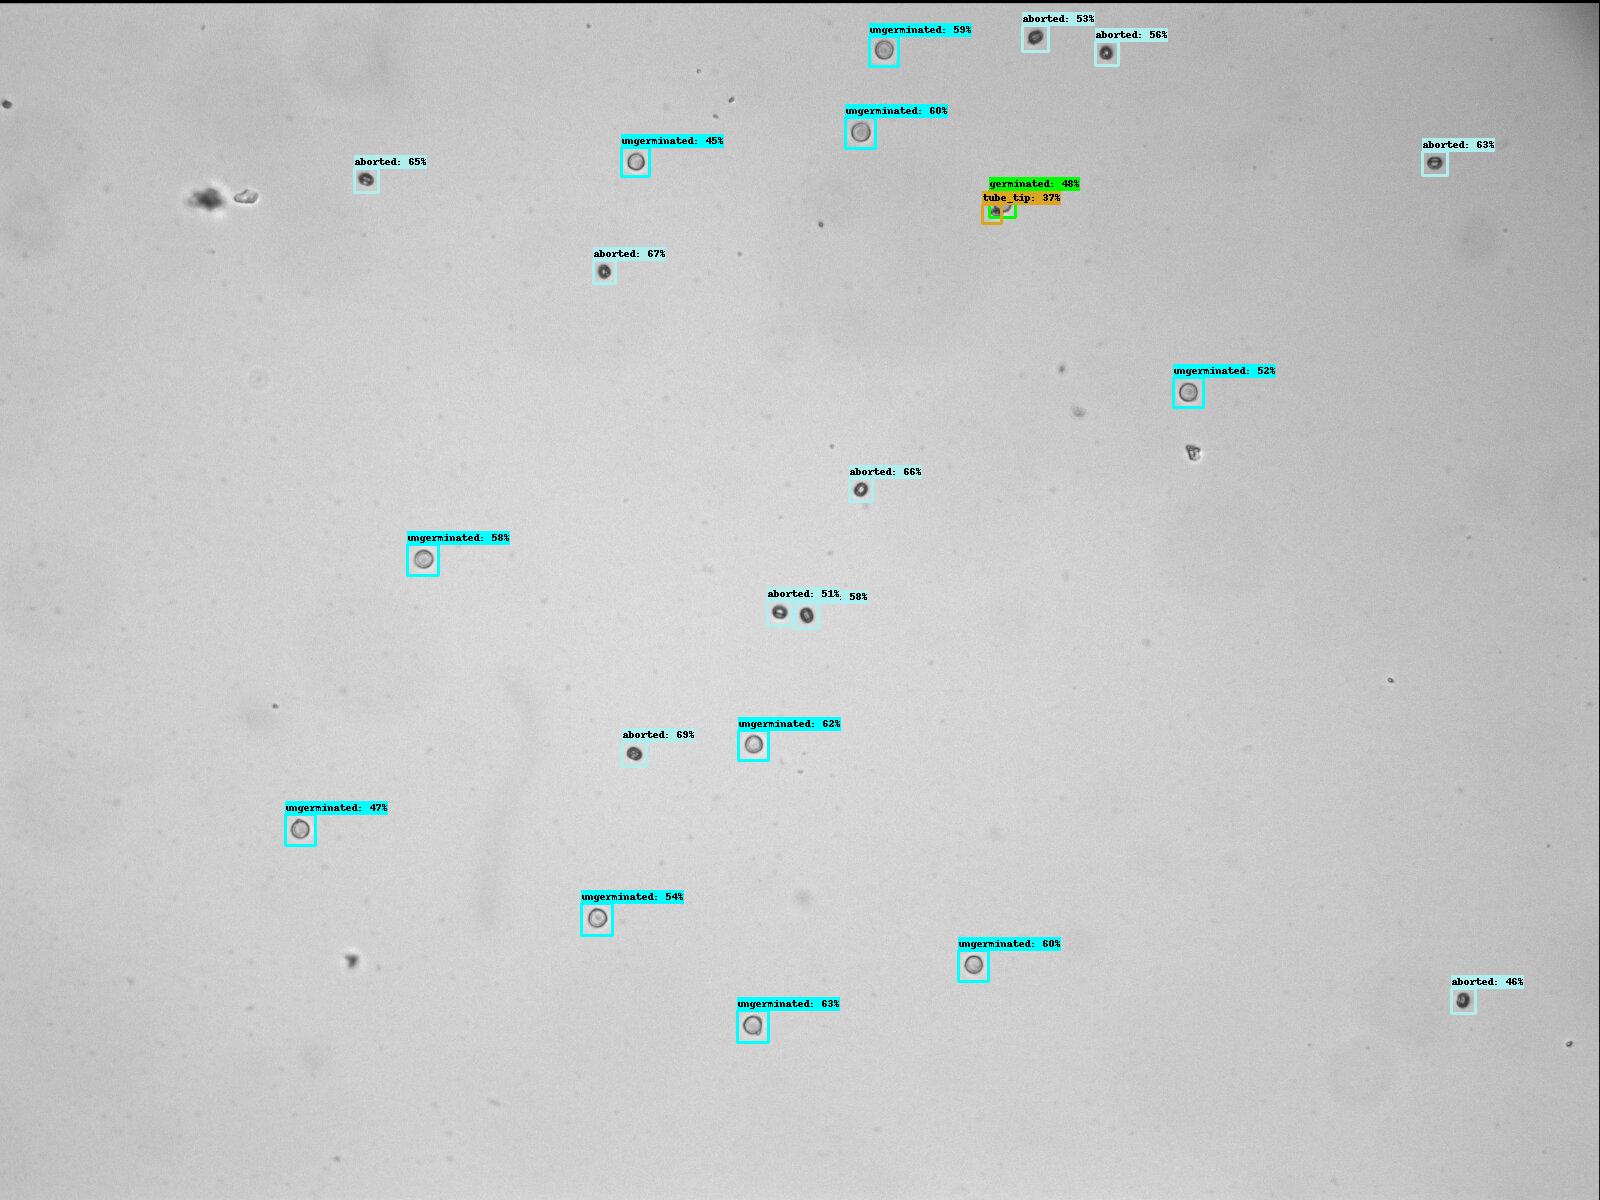 aborted: 53%
ungerminated: 59%
aborted: 56%
ungerminated: 60%
ungerminated: 45%
aborted: 63%
aborted: 65%
germinated: 48%
tube_tip: 37%
aborted: 67%
ungerminated: 52%
aborted: 66%
ungerminated: 58%
aborted: 51%: 58%
ungerminated: 62%
aborted: 69%
ungerminated: 47%
ungerminated: 54%
ungerminated: 60%
aborted: 46%
ungerminated: 63%